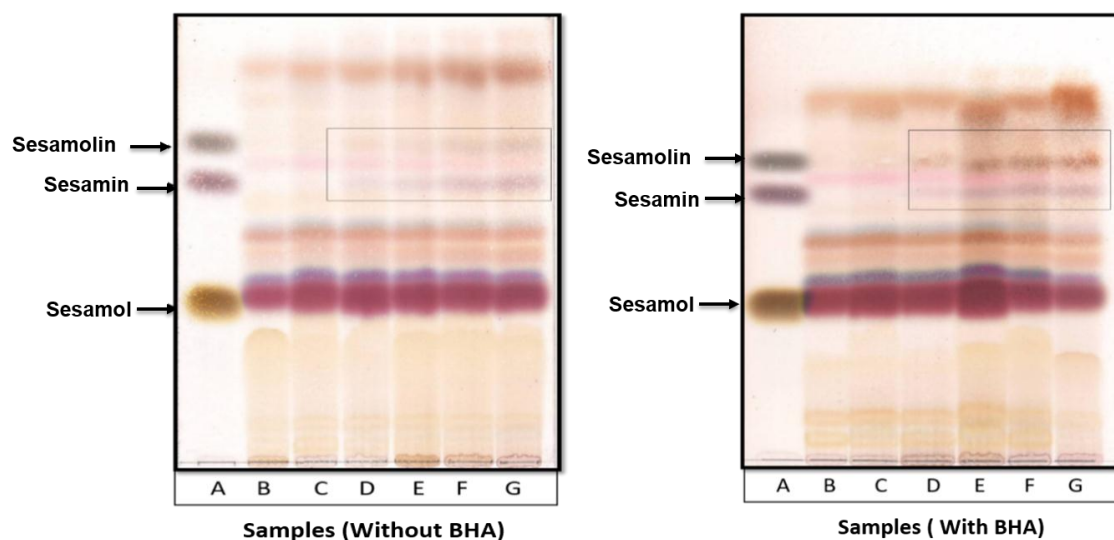 Sesamolin
Sesamin
Sesamol
A B C D E F G
Samples (Without BHA)
Sesamolin
Sesamin
Sesamol
A B C D E F G
Samples ( With BHA)